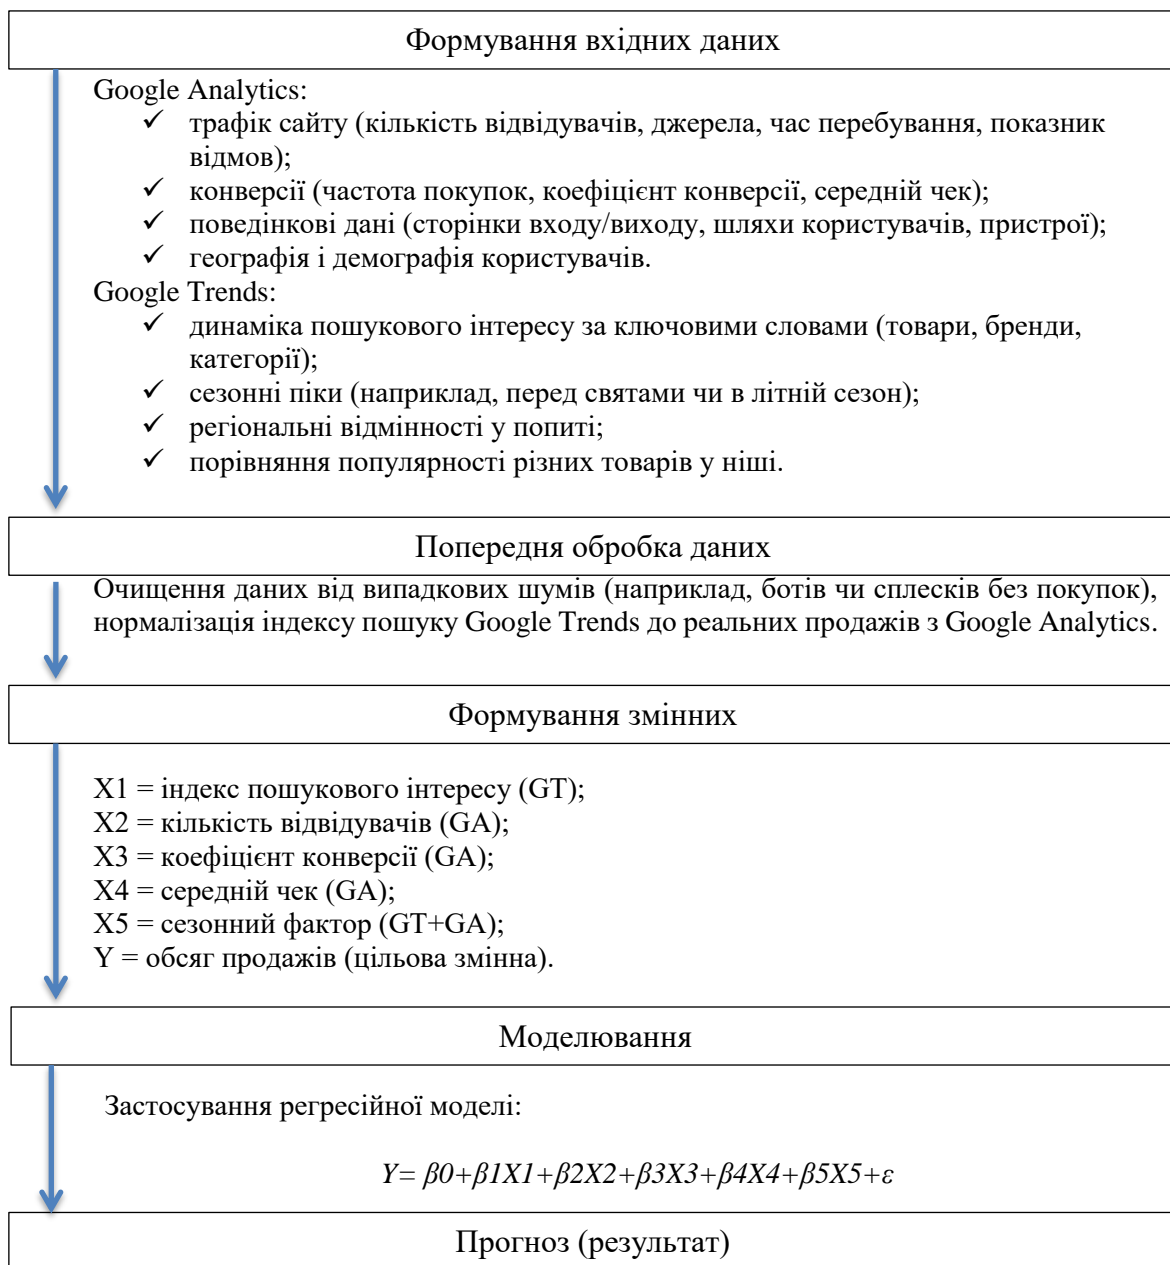 Формування вхідних даних
Google Analytics:
✓ трафік сайту (кількість відвідувачів, джерела, час перебування, показник
відмов);
✓ конверсії (частота покупок, коефіцієнт конверсії, середній чек);
✓ поведінкові дані (сторінки входу/виходу, шляхи користувачів, пристрої);
✓ географія і демографія користувачів.
Google Trends:
✓ динаміка пошукового інтересу за ключовими словами (товари, бренди,
категорії);
✓ сезонні піки (наприклад, перед святами чи в літній сезон);
✓ регіональні відмінності у попиті;
✓ порівняння популярності різних товарів у ніші.
Попередня обробка даних
Очищення даних від випадкових шумів (наприклад, ботів чи сплесків без покупок),
нормалізація індексу пошуку Google Trends до реальних продажів з Google Analytics.
Формування змінних
X1 = індекс пошукового інтересу (GT);
X2 = кількість відвідувачів (GA);
X3 = коефіцієнт конверсії (GA);
X4 = середній чек (GA);
X5 = сезонний фактор (GT+GA);
Y = обсяг продажів (цільова змінна).
Моделювання
Застосування регресійної моделі:
Y= β0+β1X1+β2X2+β3X3+β4X4+β5X5+ε
Прогноз (результат)